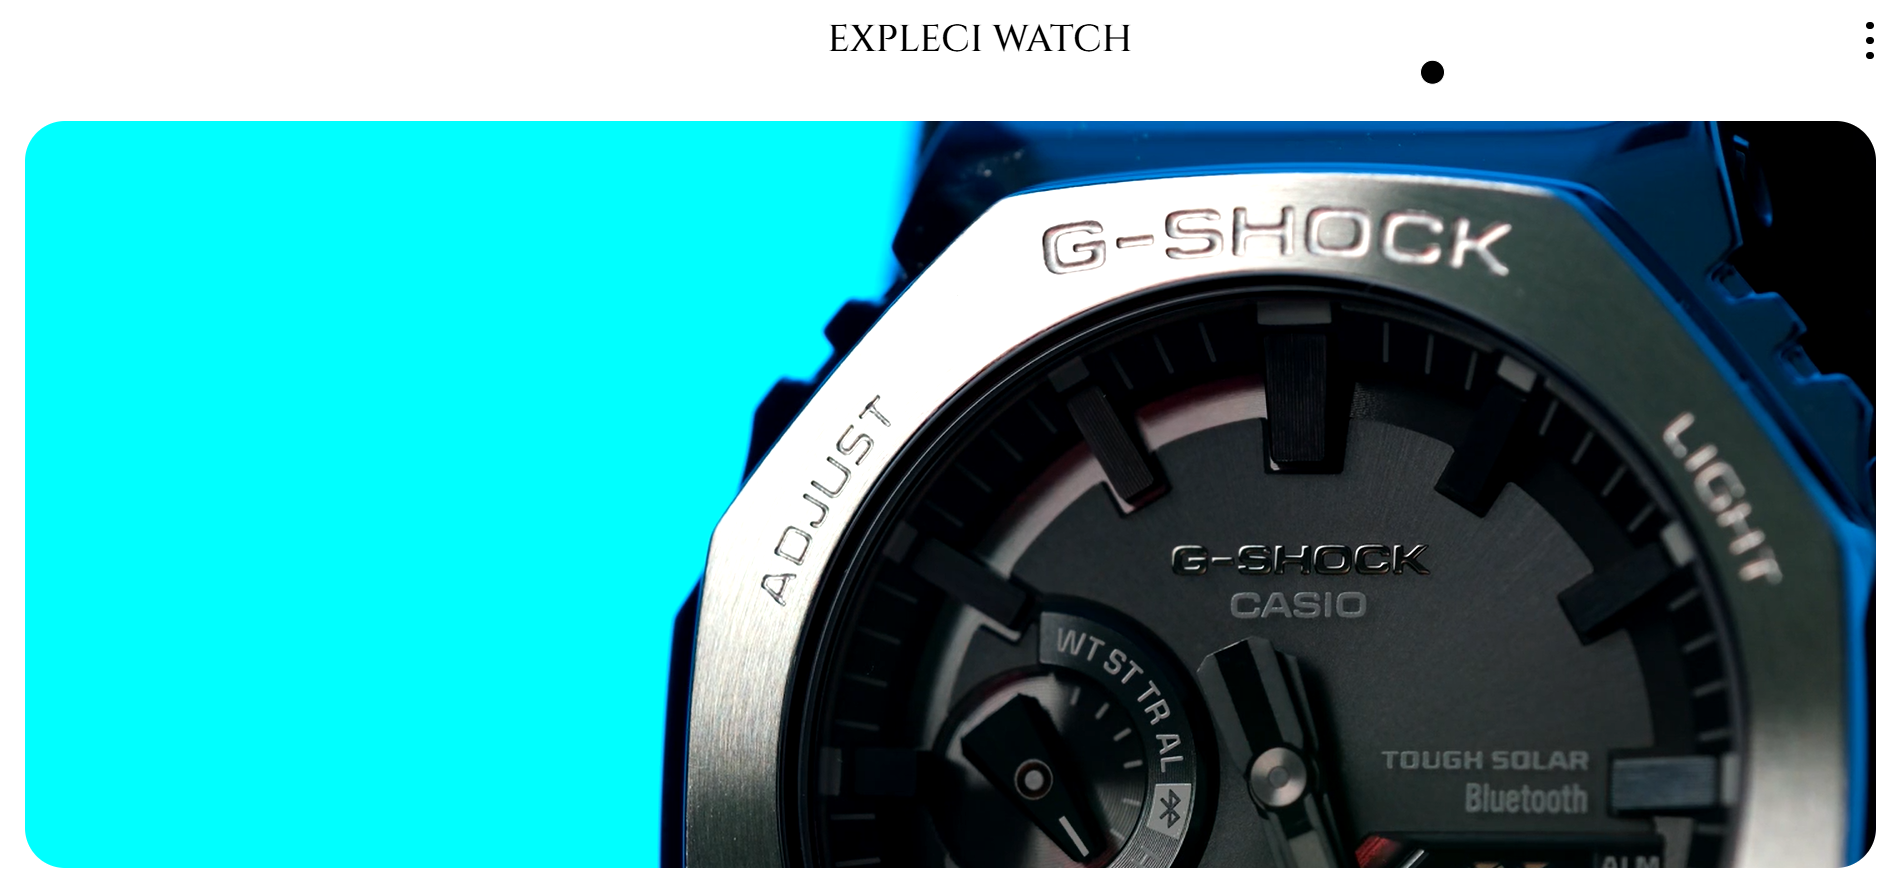 EXPLECI WATCH
G-SHOCK
ADJUST
LIGHT
G-SHOCK
CASIO
WT ST TR AL
TOUGH SOLAR
Bluetooth
ALM